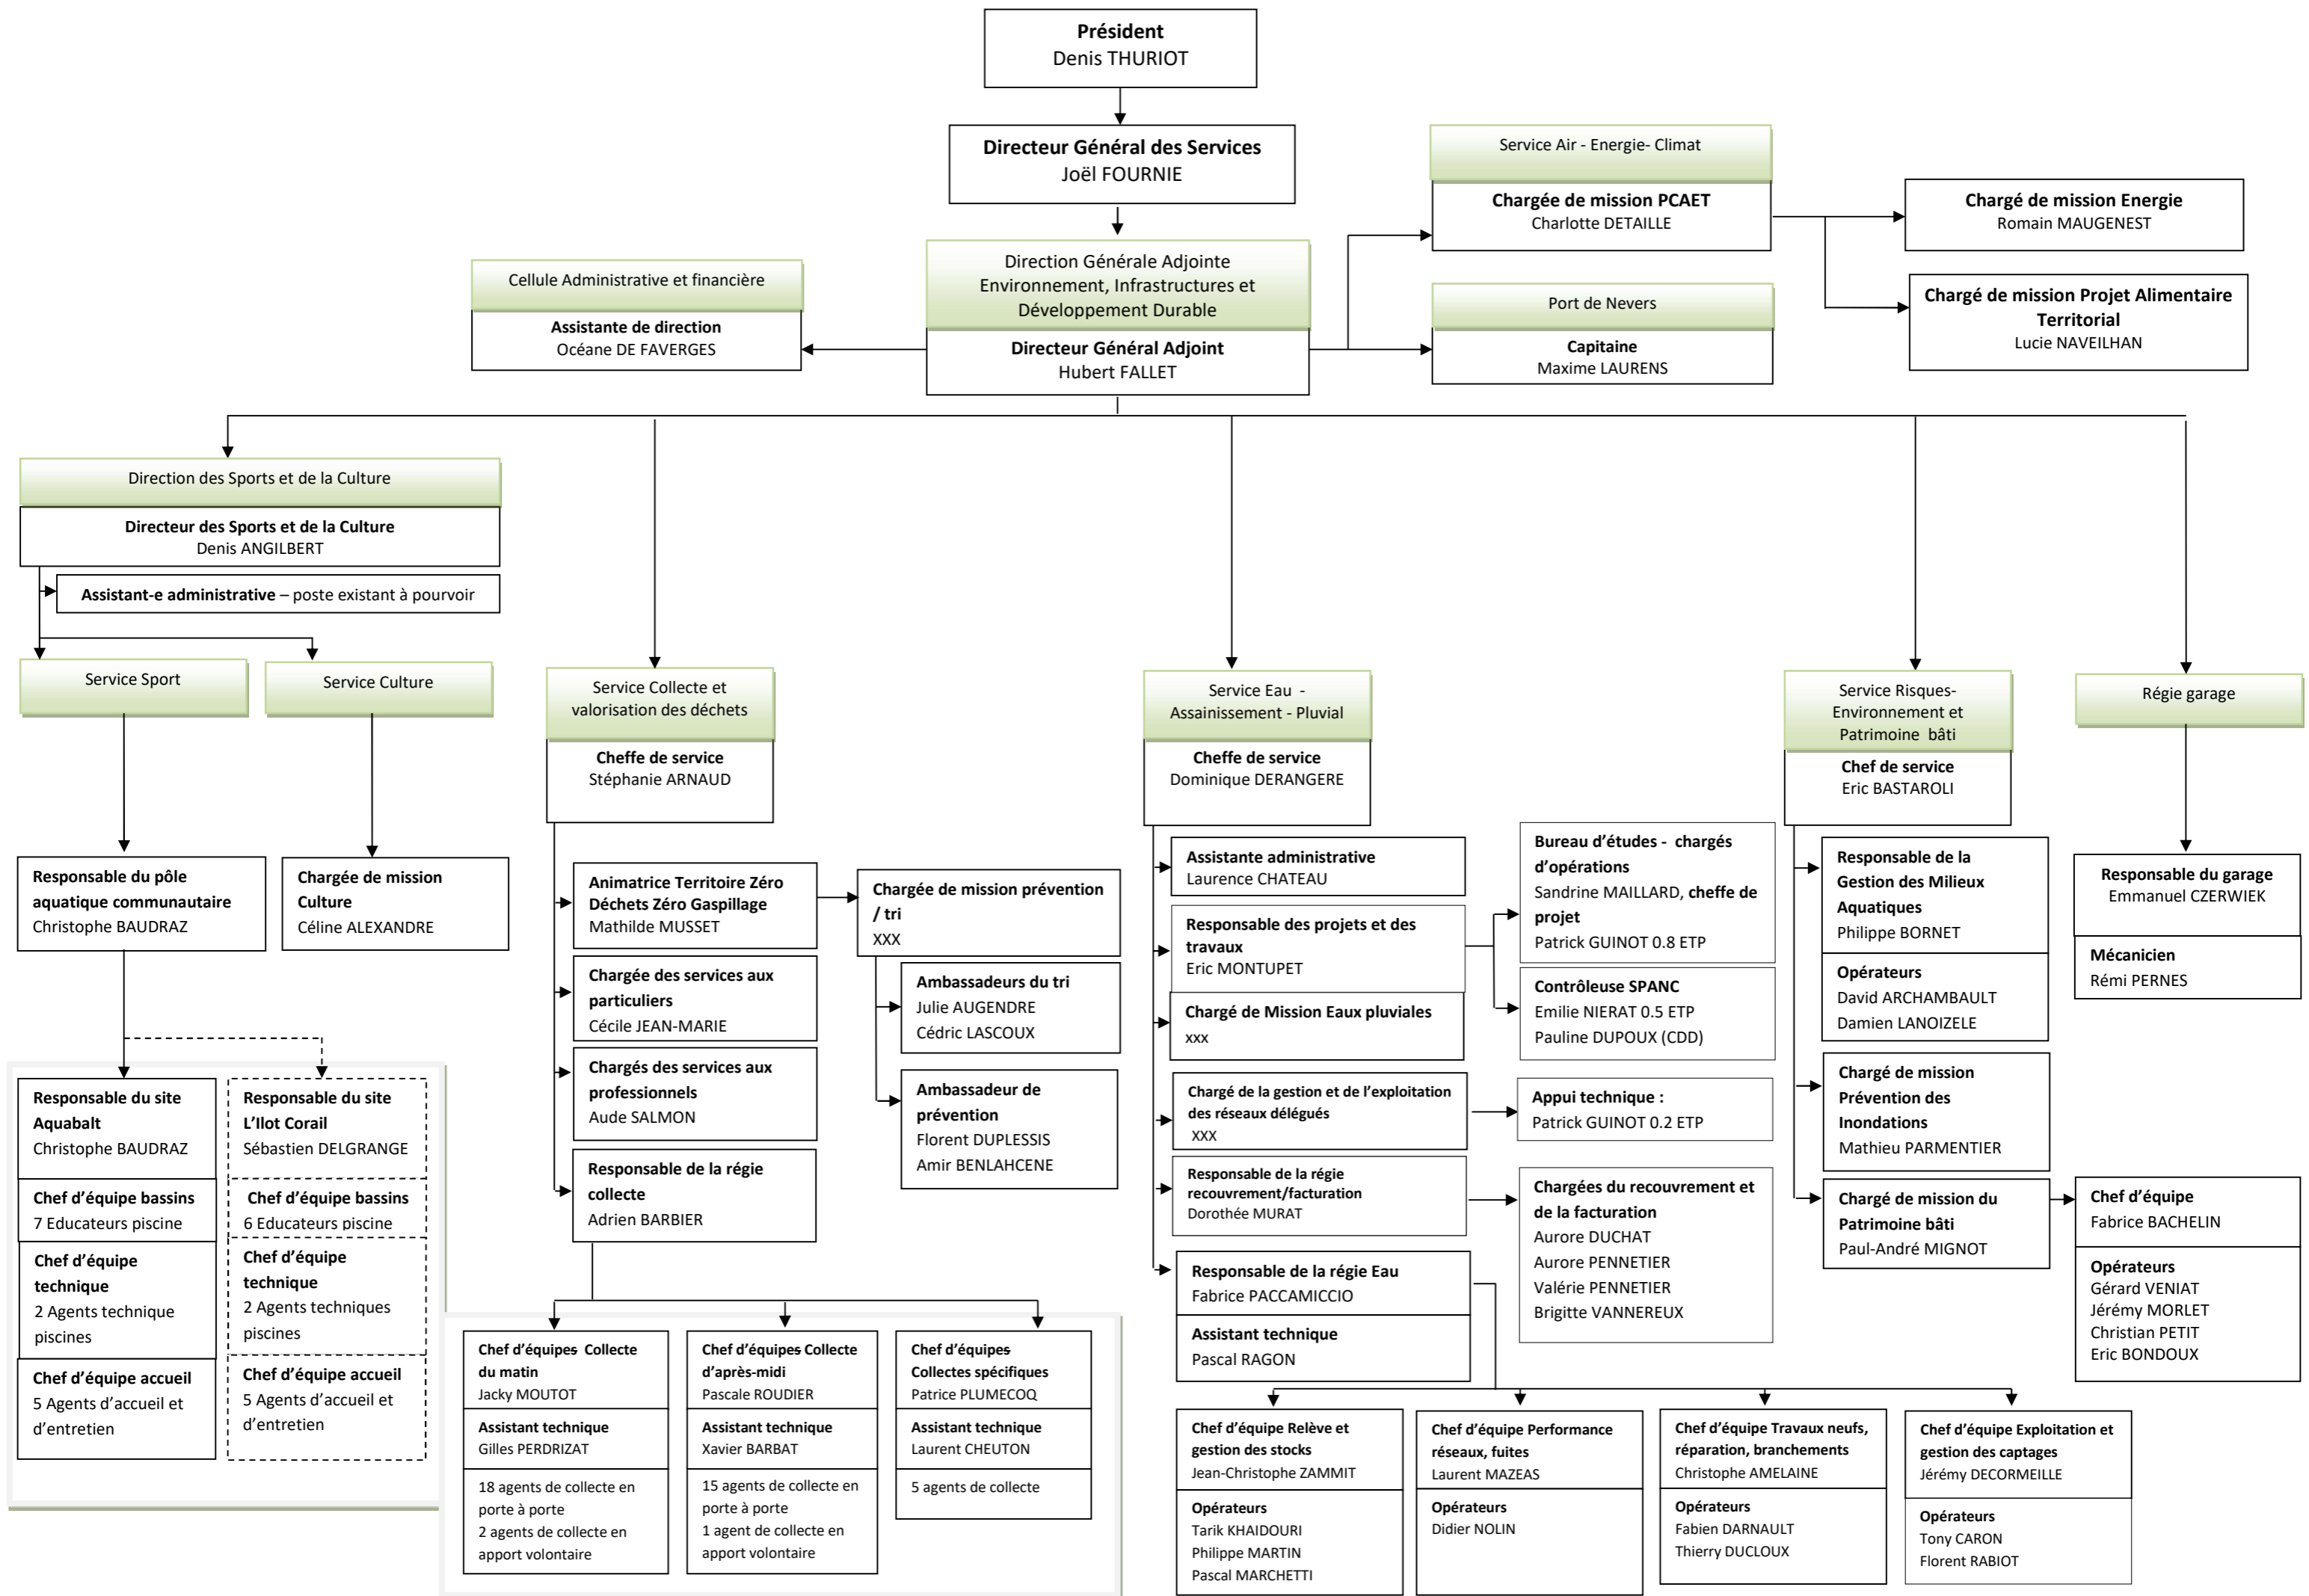 Président
Denis THURIOT
Directeur Général des Services
Joël FOURNIE
Service Air - Energie- Climat
Chargée de mission PCAET
Charlotte DETAILLE
Chargé de mission Energie
Romain MAUGENEST
Chargé de mission Projet Alimentaire
Territorial
Lucie NAVEILHAN
Port de Nevers
Capitaine
Maxime LAURENS
Direction Générale Adjointe
Environnement, Infrastructures et
Développement Durable
Directeur Général Adjoint
Hubert FALLET
Cellule Administrative et financière
Assistante de direction
Océane DE FAVERGES
Direction des Sports et de la Culture
Directeur des Sports et de la Culture
Denis ANGILBERT
Assistant-e administrative – poste existant à pourvoir
Service Sport
Service Culture
Responsable du pôle
aquatique communautaire
Christophe BAUDRAZ
Chargée de mission
Culture
Céline ALEXANDRE
Responsable du site
Aquabalt
Christophe BAUDRAZ
Chef d'équipe bassins
7 Educateurs piscine
Chef d'équipe
technique
2 Agents technique
piscines
Chef d'équipe accueil
5 Agents d'accueil et
d'entretien
Responsable du site
L'Ilot Corail
Sébastien DELGRANGE
Chef d'équipe bassins
6 Educateurs piscine
Chef d'équipe
technique
2 Agents techniques
piscines
Chef d'équipe accueil
5 Agents d'accueil et
d'entretien
Service Collecte et
valorisation des déchets
Cheffe de service
Stéphanie ARNAUD
Animatrice Territoire Zéro
Déchets Zéro Gaspillage
Mathilde MUSSET
Chargée des services aux
particuliers
Cécile JEAN-MARIE
Chargés des services aux
professionnels
Aude SALMON
Responsable de la régie
collecte
Adrien BARBIER
Chargée de mission prévention
/ tri
XXX
Ambassadeurs du tri
Julie AUGENDRE
Cédric LASCOUX
Ambassadeur de
prévention
Florent DUPLESSIS
Amir BENLAHCENE
Chef d'équipes Collecte
du matin
Jacky MOUTOT
Assistant technique
Gilles PERDRIZAT
18 agents de collecte en
porte à porte
2 agents de collecte en
apport volontaire
Chef d'équipes Collecte
d'après-midi
Pascale ROUDIER
Assistant technique
Xavier BARBAT
15 agents de collecte en
porte à porte
1 agent de collecte en
apport volontaire
Chef d'équipes
Collectes spécifiques
Patrice PLUMECOQ
Assistant technique
Laurent CHEUTON
5 agents de collecte
Service Eau -
Assainissement - Pluvial
Cheffe de service
Dominique DERANGERE
Assistante administrative
Laurence CHATEAU
Responsable des projets et des
travaux
Eric MONTUPET
Chargé de Mission Eaux pluviales
xxx
Chargé de la gestion et de l'exploitation
des réseaux délégués
XXX
Responsable de la régie
recouvrement/facturation
Dorothée MURAT
Responsable de la régie Eau
Fabrice PACCAMICCIO
Assistant technique
Pascal RAGON
Bureau d'études - chargés
d'opérations
Sandrine MAILLARD, cheffe de
projet
Patrick GUINOT 0.8 ETP
Contrôleuse SPANC
Emilie NIERAT 0.5 ETP
Pauline DUPOUX (CDD)
Appui technique :
Patrick GUINOT 0.2 ETP
Chargées du recouvrement et
de la facturation
Aurore DUCHAT
Aurore PENNETIER
Valérie PENNETIER
Brigitte VANNEREUX
Chef d'équipe Relève et
gestion des stocks
Jean-Christophe ZAMMIT
Opérateurs
Tarik KHAIDOURI
Philippe MARTIN
Pascal MARCHETTI
Chef d'équipe Performance
réseaux, fuites
Laurent MAZEAS
Opérateurs
Didier NOLIN
Chef d'équipe Travaux neufs,
réparation, branchements
Christophe AMELAINE
Opérateurs
Fabien DARNAULT
Thierry DUCLOUX
Chef d'équipe Exploitation et
gestion des captages
Jérémy DECORMEILLE
Opérateurs
Tony CARON
Florent RABIOT
Service Risques-
Environnement et
Patrimoine bâti
Chef de service
Eric BASTAROLI
Responsable de la
Gestion des Milieux
Aquatiques
Philippe BORNET
Opérateurs
David ARCHAMBAULT
Damien LANOIZELE
Chargé de mission
Prévention des
Inondations
Mathieu PARMENTIER
Chargé de mission du
Patrimoine bâti
Paul-André MIGNOT
Chef d'équipe
Fabrice BACHELIN
Opérateurs
Gérard VENIAT
Jérémy MORLET
Christian PETIT
Eric BONDOUX
Régie garage
Responsable du garage
Emmanuel CZERWIEK
Mécanicien
Rémi PERNES